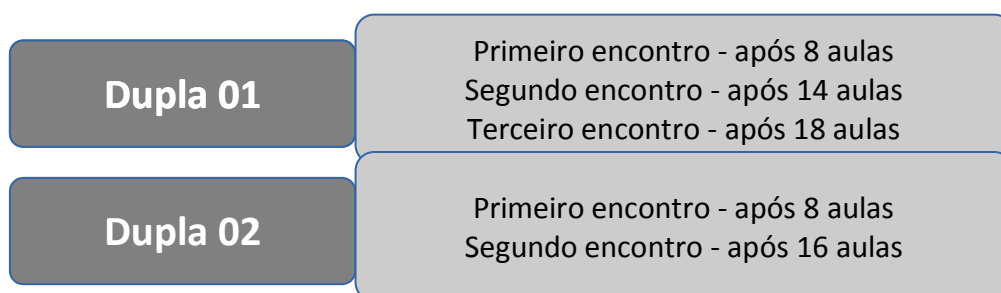 Dupla 01
Primeiro encontro - após 8 aulas
Segundo encontro - após 14 aulas
Terceiro encontro - após 18 aulas
Dupla 02
Primeiro encontro - após 8 aulas
Segundo encontro - após 16 aulas